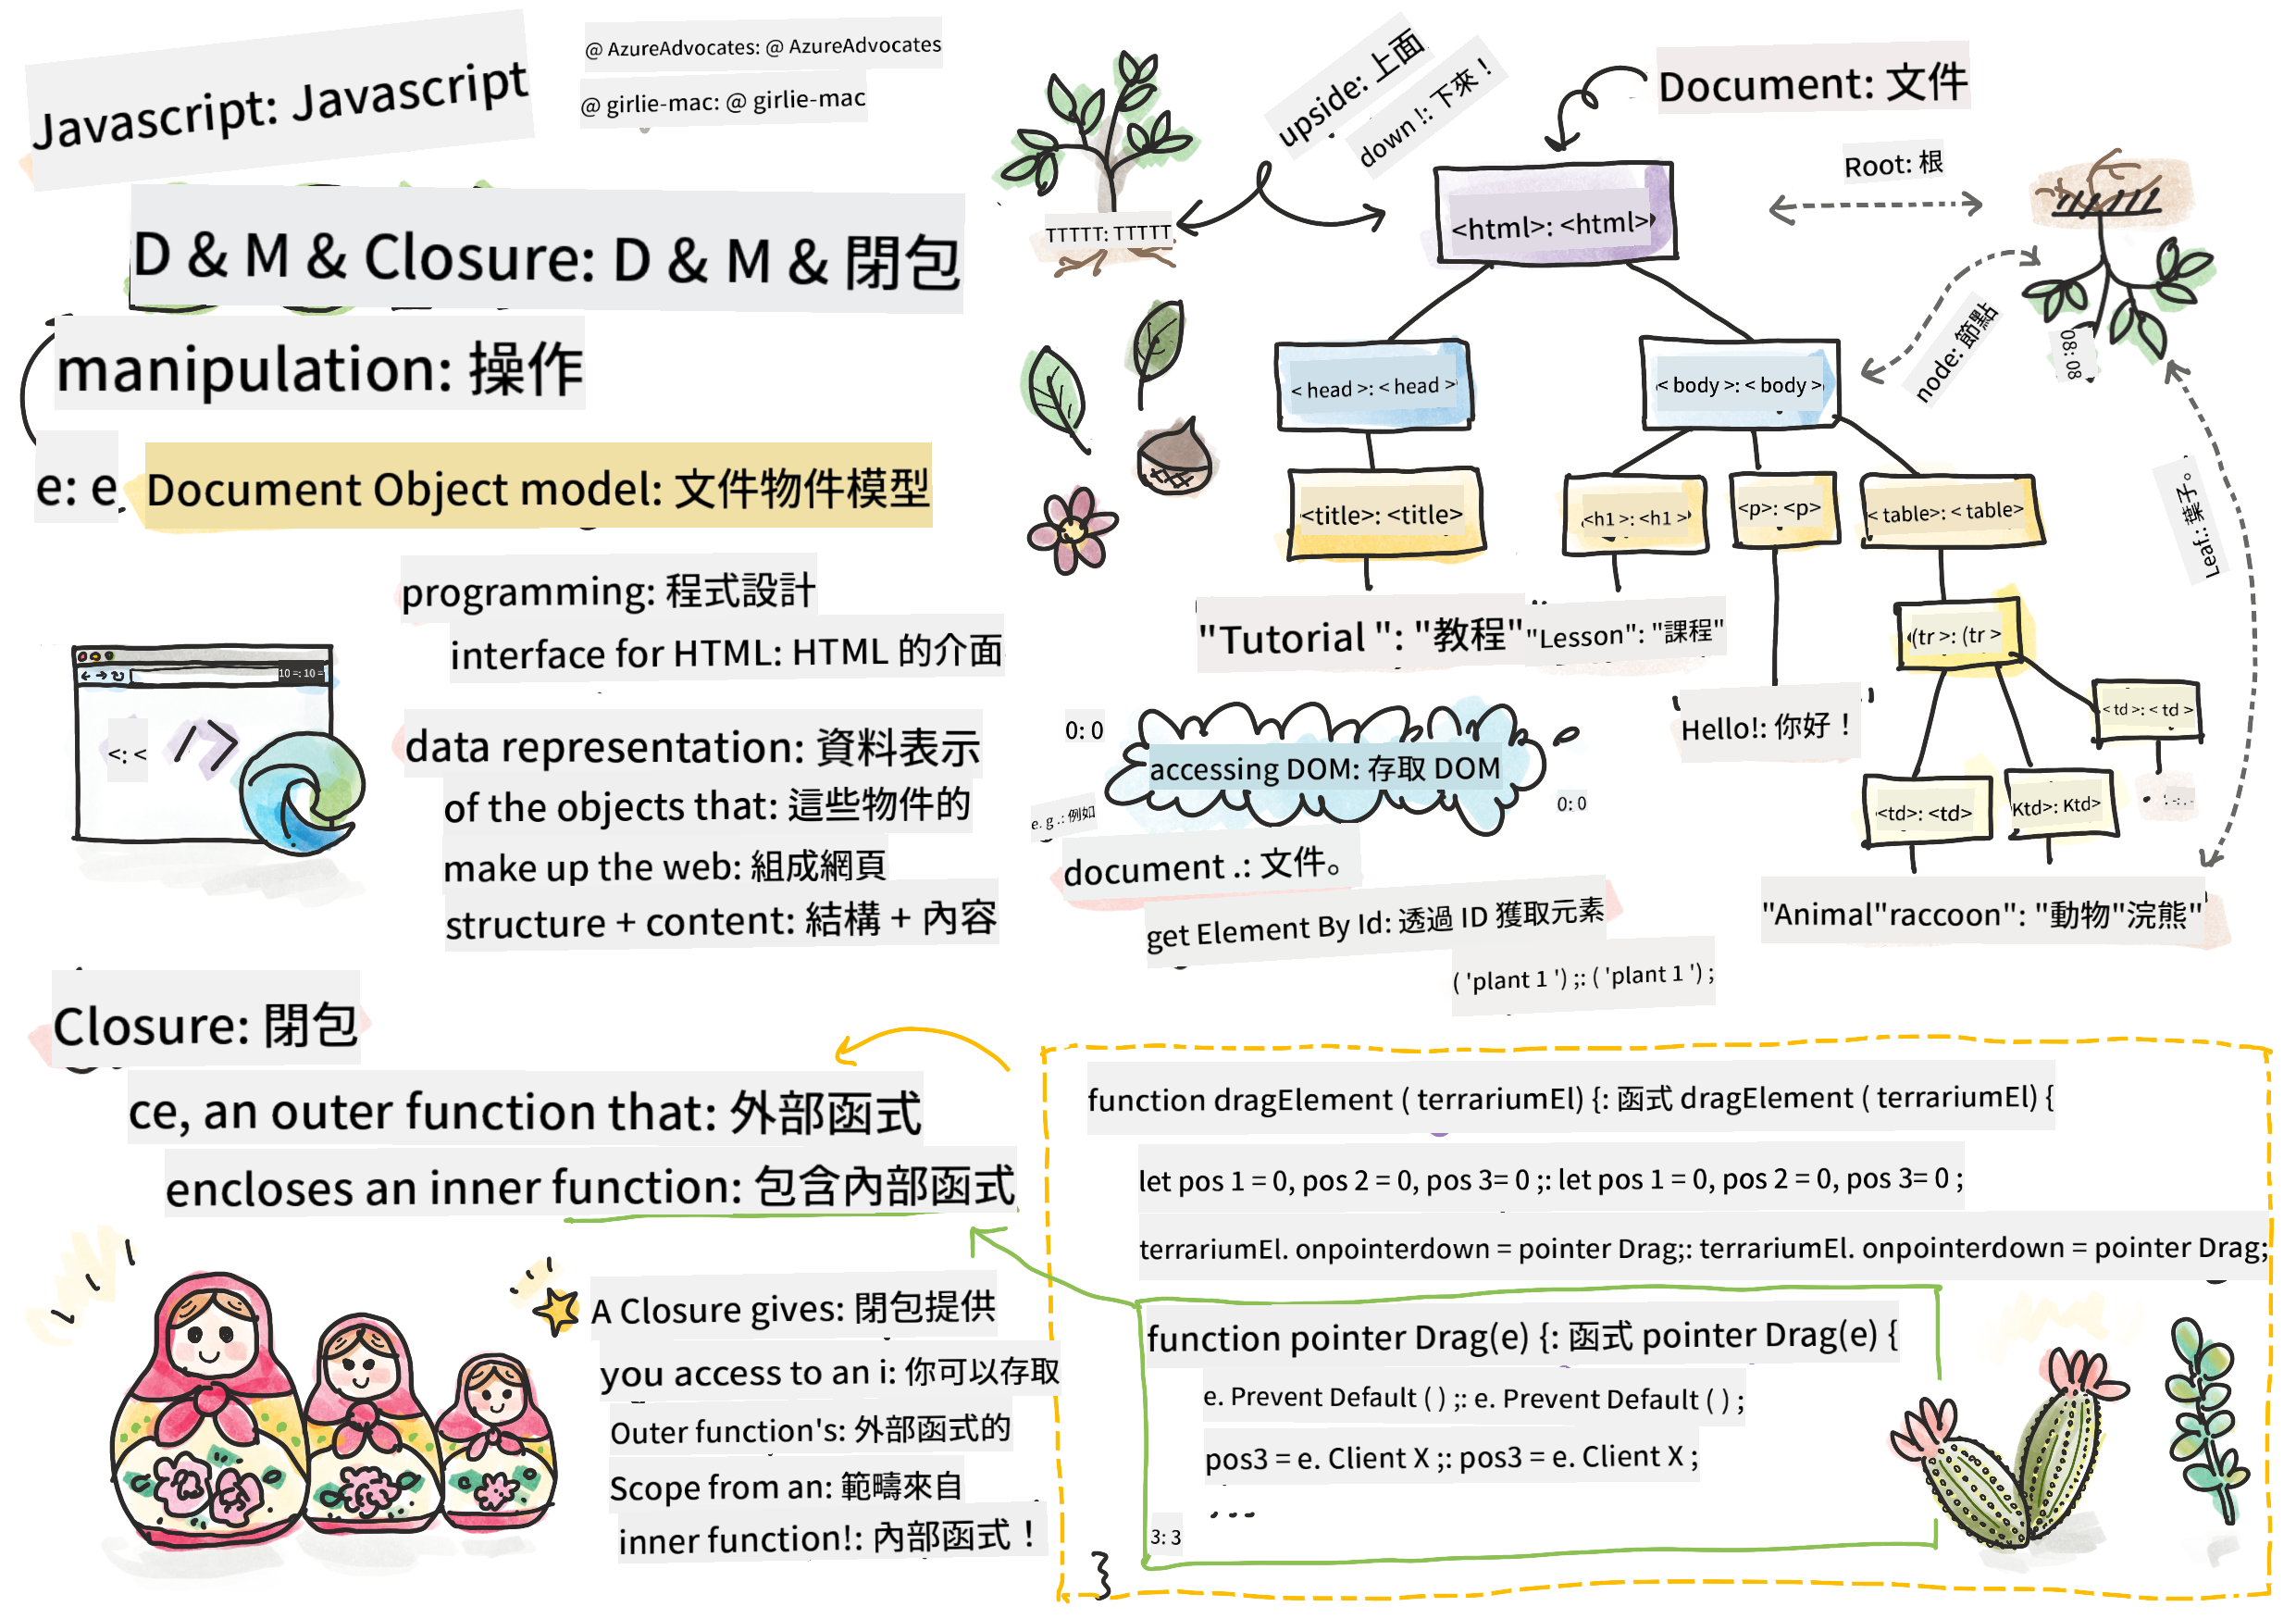 Javascript: Javascript
@ AzureAdvocates: @ AzureAdvocates
@ girlie-mac: @ girlie-mac
D & M & Closure: D & M & 閉包
manipulation: 操作
e: e
Document Object model: 文件物件模型
programming: 程式設計
interface for HTML: HTML 的介面
10 =: 10 =
<: < />
data representation: 資料表示
of the objects that: 這些物件的
make up the web: 組成網頁
structure + content: 結構 + 內容
upside: 上面
down !: 下來！
Document: 文件
Root: 根
TTTTT: TTTTT
<html>: <html>
node: 節點
08: 08
Leaf: 葉子。
< head >: < head >
< body >: < body >
<title>: <title>
<h1 >: <h1 >
<p>: <p>
< table>: < table>
(tr >: (tr >
"Tutorial ": "教程"
"Lesson": "課程"
Hello!: 你好！
< td >: < td >
<td>: <td>
Ktd>: Ktd>
"Animal"raccoon": "動物"浣熊"
0: 0
accessing DOM: 存取 DOM
0: 0
e. g .: 例如
document .: 文件。
get Element By Id: 透過 ID 獲取元素
( 'plant 1 ') ;: ( 'plant 1 ') ;
Closure: 閉包
ce, an outer function that: 外部函式
encloses an inner function: 包含內部函式
A Closure gives: 閉包提供
you access to an i: 你可以存取
Outer function's: 外部函式的
Scope from an: 範疇來自
inner function!: 內部函式！
function dragElement ( terrariumEl) {: 函式 dragElement ( terrariumEl) {
let pos 1 = 0, pos 2 = 0, pos 3= 0 ;: let pos 1 = 0, pos 2 = 0, pos 3= 0 ;
terrariumEl. onpointerdown = pointer Drag;: terrariumEl. onpointerdown = pointer Drag;
function pointer Drag(e) {: 函式 pointer Drag(e) {
e. Prevent Default ( ) ;: e. Prevent Default ( ) ;
pos3 = e. Client X ;: pos3 = e. Client X ;
...
3: 3
}